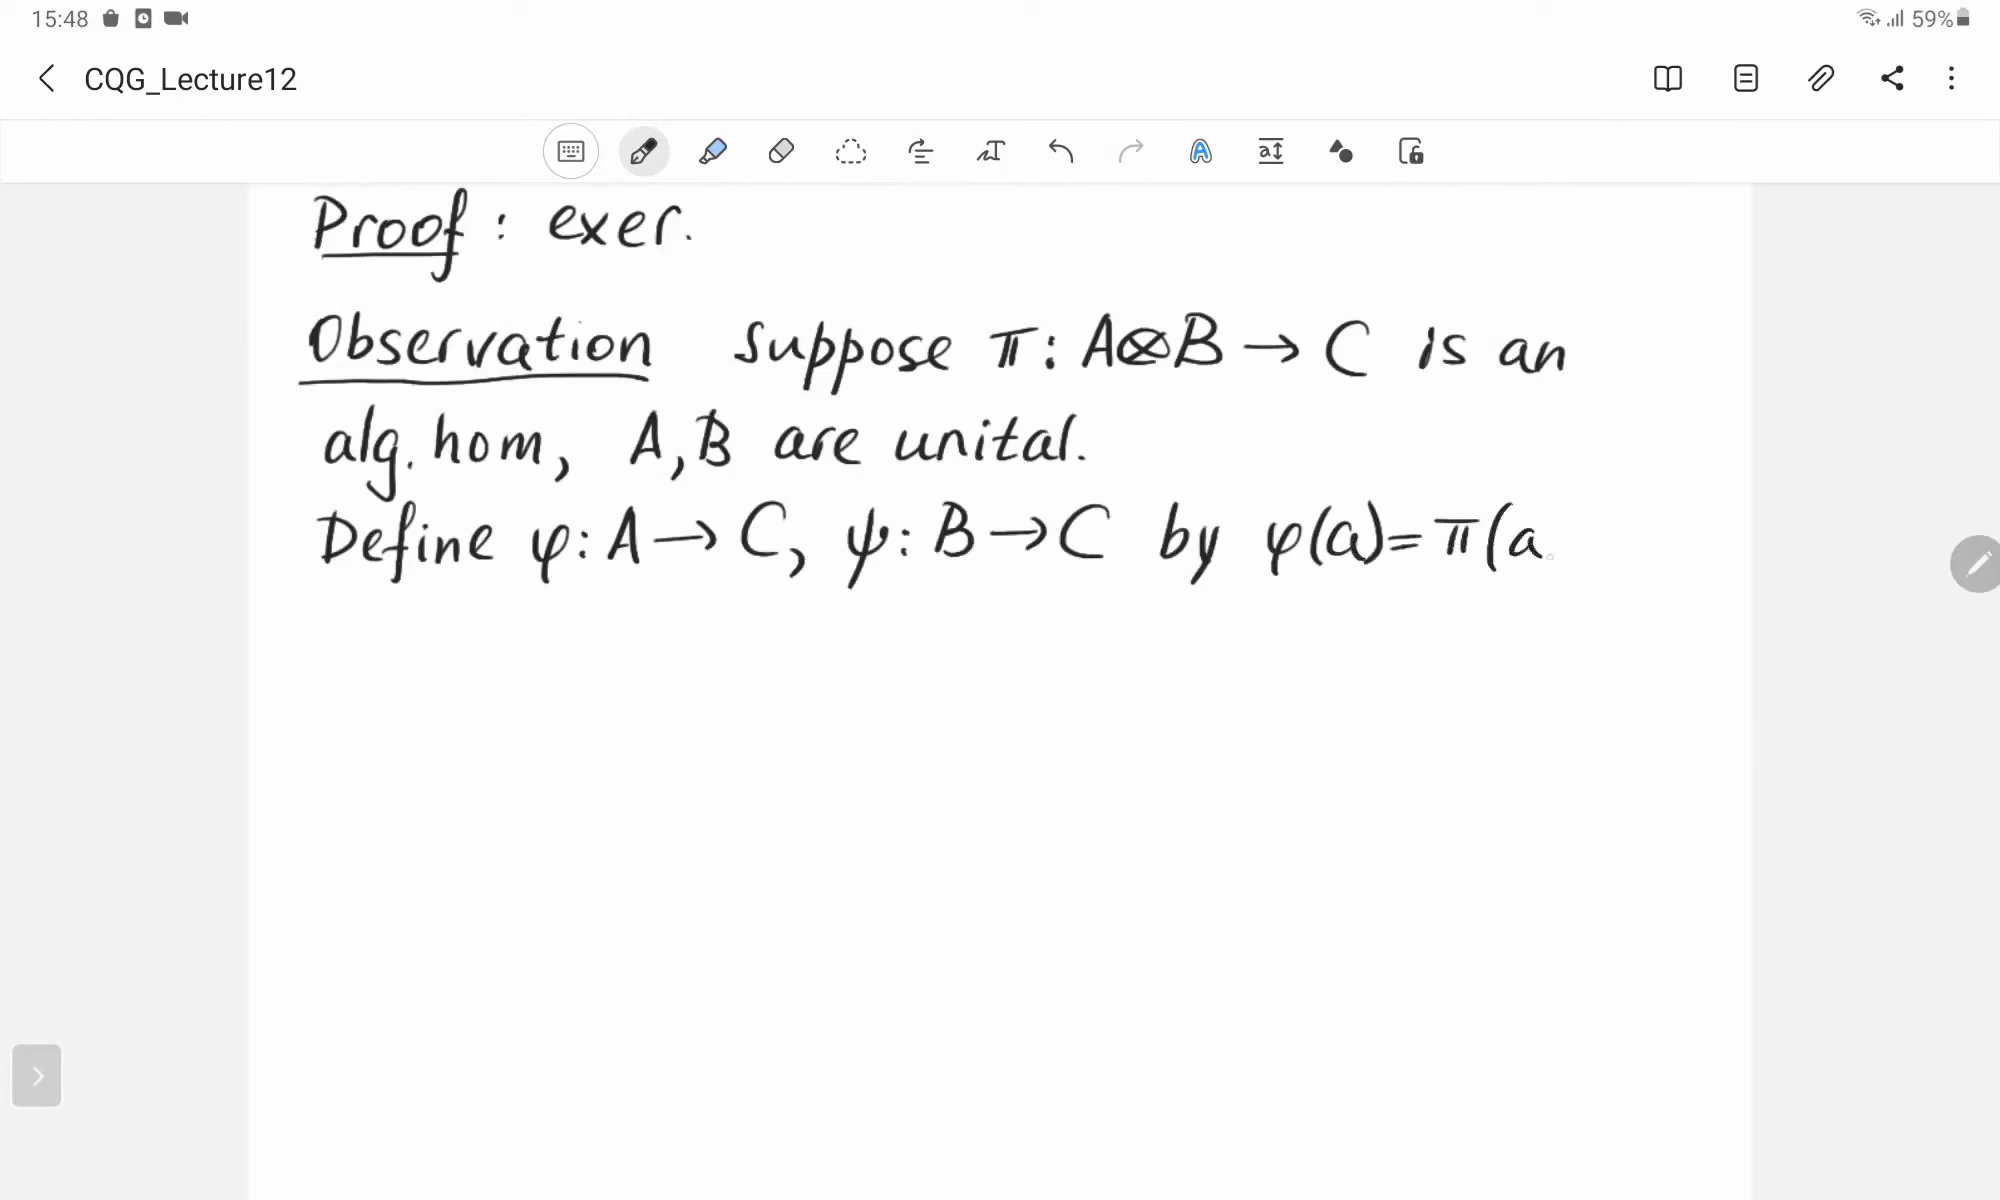 15:48 59%
CQG_Lecture12
Proof: exer.
Observation Suppose π: A⊗B → C is an
alg. hom, A, B are unital.
Define φ: A → C, ψ: B → C by φ(a) = π(a